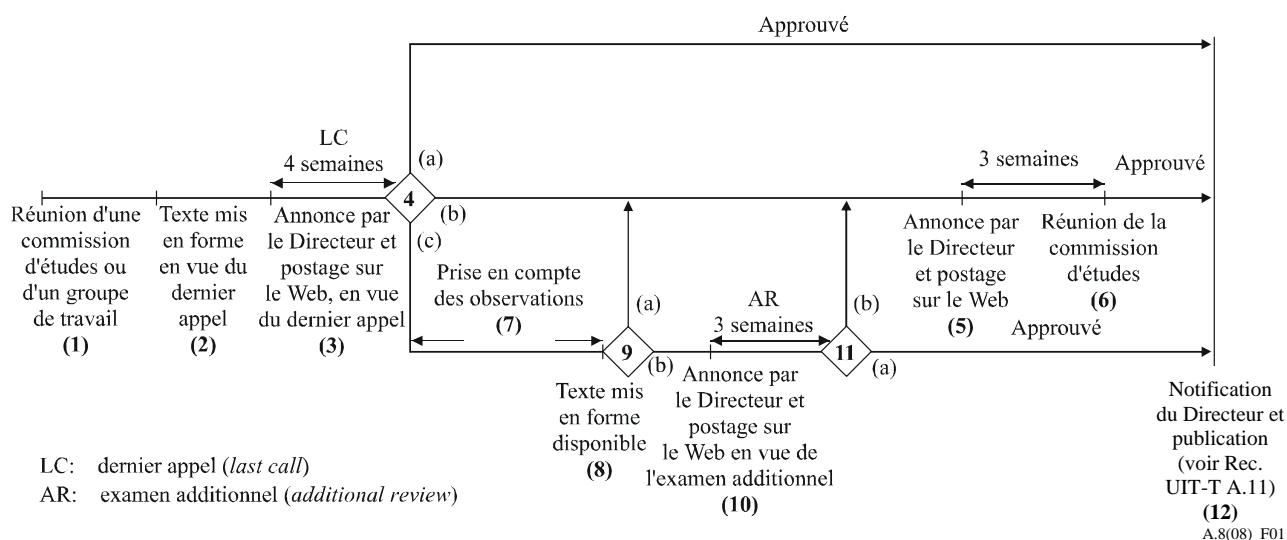 Approuvé
LC
4 semaines
(a)
4
(b)
(c)
3 semaines
Approuvé
Réunion d'une
commission
d'études ou
d'un groupe
de travail
(1)
Texte mis
en forme
en vue du
dernier
appel
(2)
Annonce par
le Directeur et
postage sur
le Web, en vue
du dernier appel
(3)
Annonce par
le Directeur
et postage
sur le Web
(5)
Réunion de la
commission
d'études
(6)
Prise en compte
des observations
(7)
(a)
9
(b)
AR
3 semaines
(b)
11
(a)
Approuvé
Texte mis
en forme
disponible
(8)
Annonce par
le Directeur et
postage sur
le Web en vue de
l'examen additionnel
(10)
Notification
du Directeur et
publication
(voir Rec.
UIT-T A.11)
(12)
LC: dernier appel (last call)
AR: examen additionnel (additional review)
A.8(08)_F01